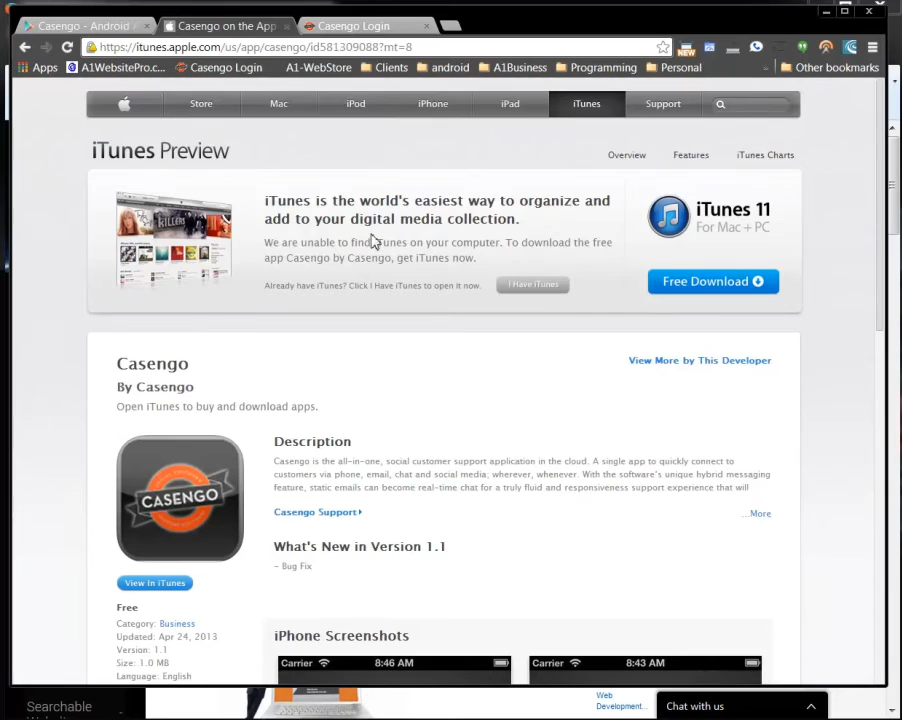 Casengo - Android
Casengo on the App
Casengo Login
https://itunes.apple.com/us/app/casengo/id581309088?mt=8
NEW
Apps
A1WebsitePro.c...
Casengo Login
A1-WebStore
Clients
android
A1Business
Programming
Personal
Other bookmarks
Store
Mac
iPod
iPhone
iPad
iTunes
Support
iTunes Preview
Overview
Features
iTunes Charts
iTunes is the world's easiest way to organize and
add to your digital media collection.
We are unable to find iTunes on your computer. To download the free
app Casengo by Casengo, get iTunes now.
Already have iTunes? Click I Have iTunes to open it now.
I Have iTunes
iTunes 11
For Mac + PC
Free Download
Casengo
By Casengo
Open iTunes to buy and download apps.
View More by This Developer
CASENGO
View In iTunes
Free
Category: Business
Updated: Apr 24, 2013
Version: 1.1
Size: 1.0 MB
Language: English
Description
Casengo is the all-in-one, social customer support application in the cloud. A single app to quickly connect to
customers via phone, email, chat and social media; wherever, whenever. With the software's unique hybrid messaging
feature, static emails can become real-time chat for a truly fluid and responsiveness support experience that will
Casengo Support
...More
What's New in Version 1.1
- Bug Fix
iPhone Screenshots
Carrier
8:46 AM
Carrier
8:43 AM
Searchable
Web
Development...
Chat with us